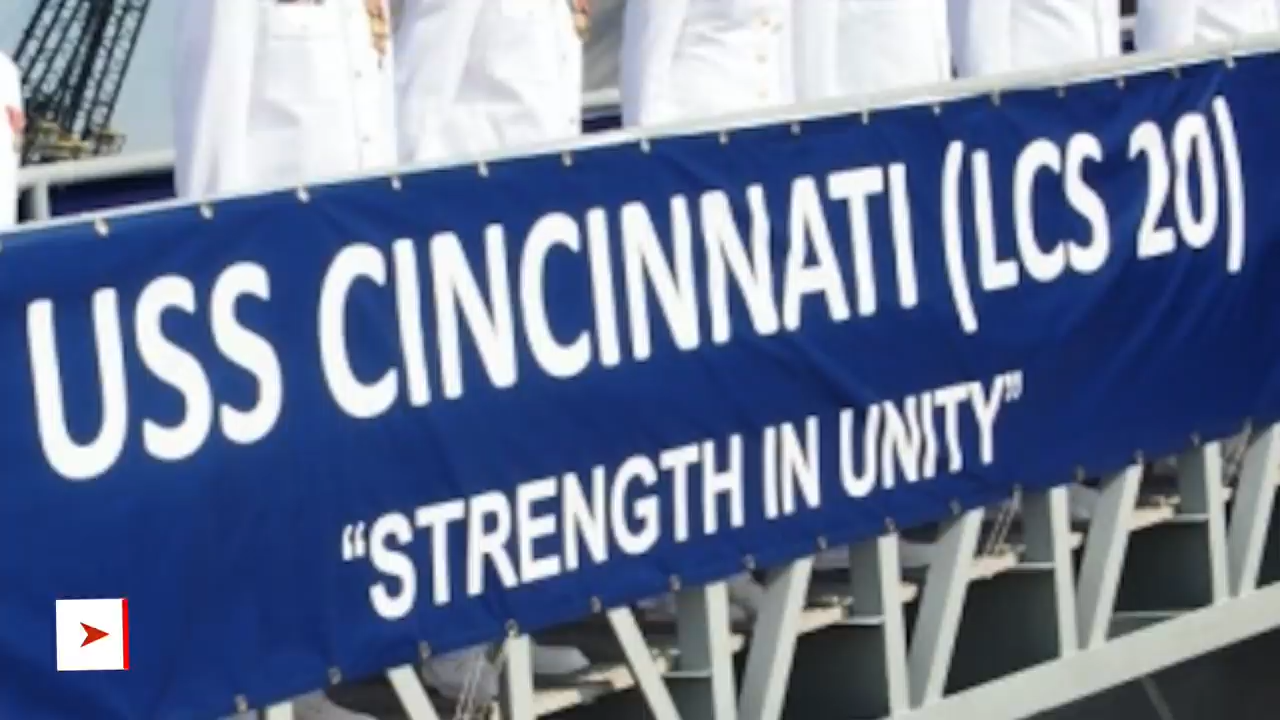 USS CINCINNATI (LCS 20)
“STRENGTH IN UNITY”